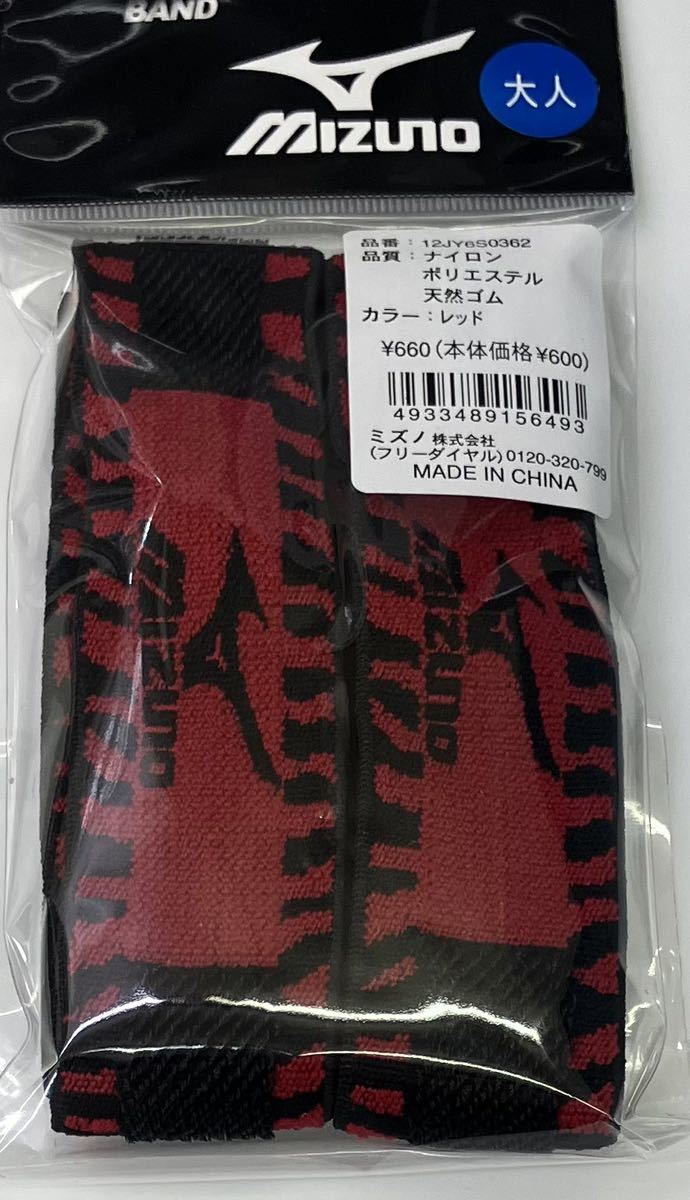 BAND
MIZUNO
大人
品番：12JY6S0362
品質：ナイロン
ポリエステル
天然ゴム
カラー：レッド
¥660(本体価格¥600)
4933489156493
ミズノ株式会社
(フリーダイヤル)0120-320-799
MADE IN CHINA
MIZUNO
MIZUNO